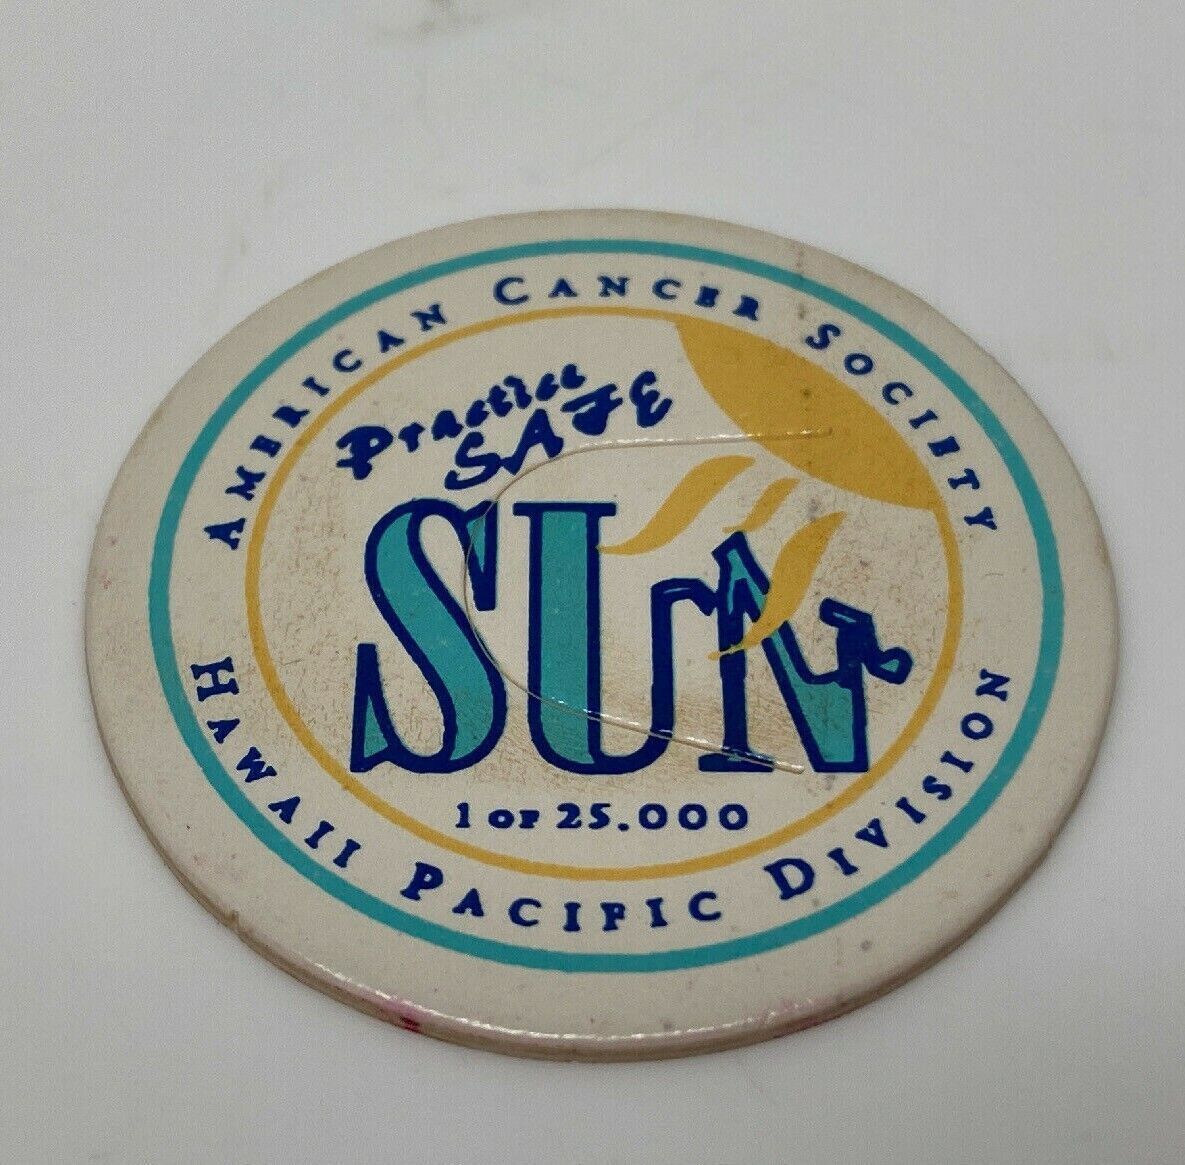 AMERICAN CANCER SOCIETY
Practice
SAFE
SUN
1 OF 25.000
HAWAII PACIFIC DIVISION